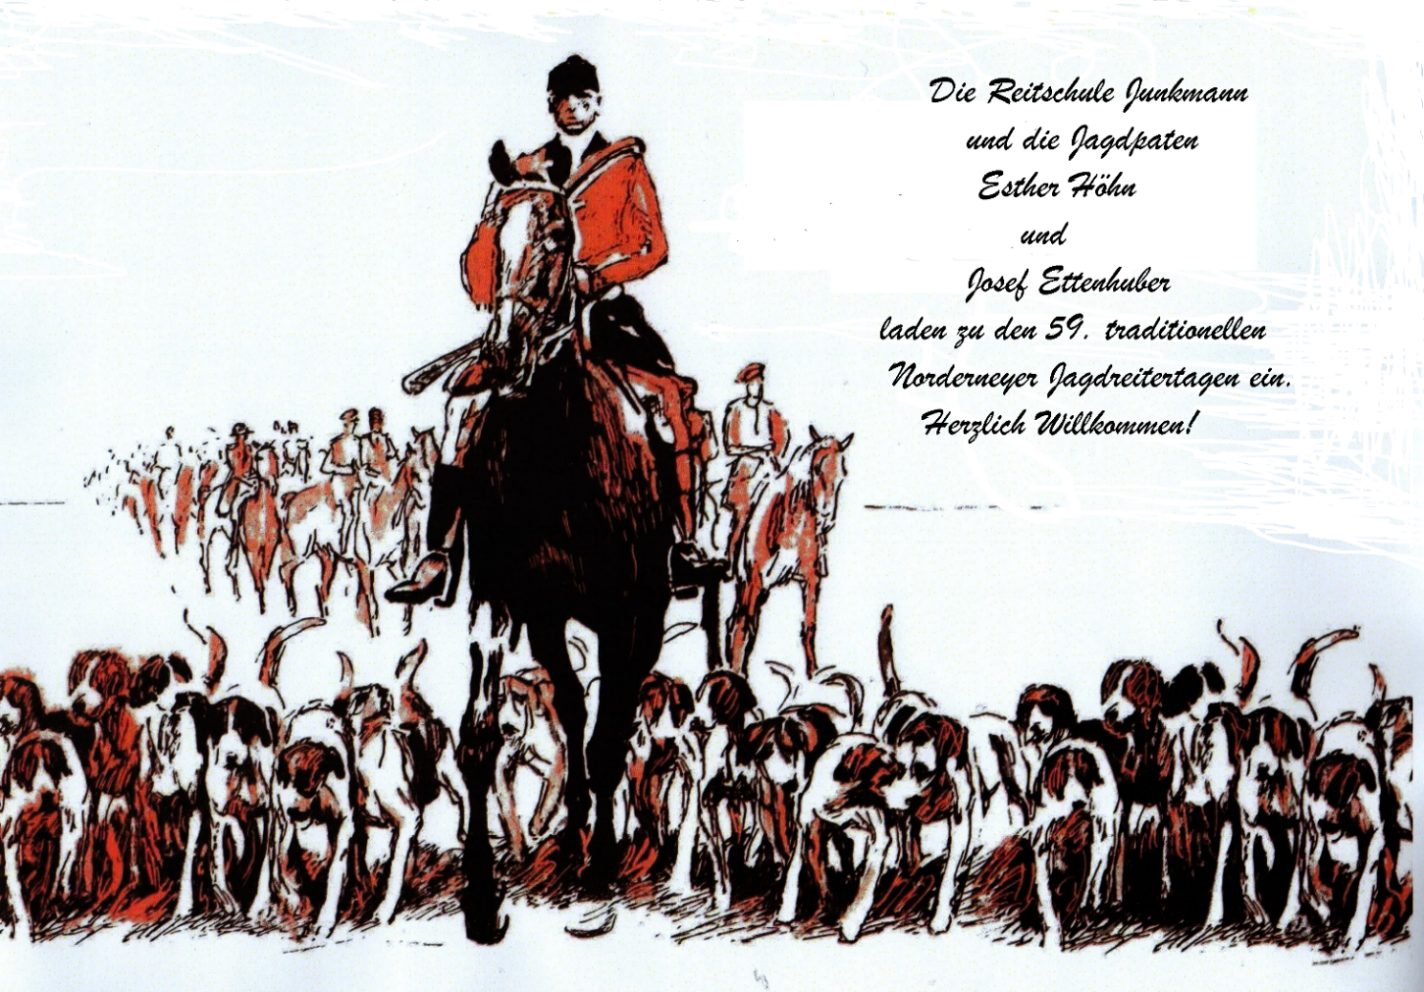 Die Reitschule Junkmann
und die Jagdpaten
Esther Höhn
und
Josef Ettenhuber
laden zu den 59. traditionellen
Norderneyer Jagdreitertagen ein.
Herzlich Willkommen!